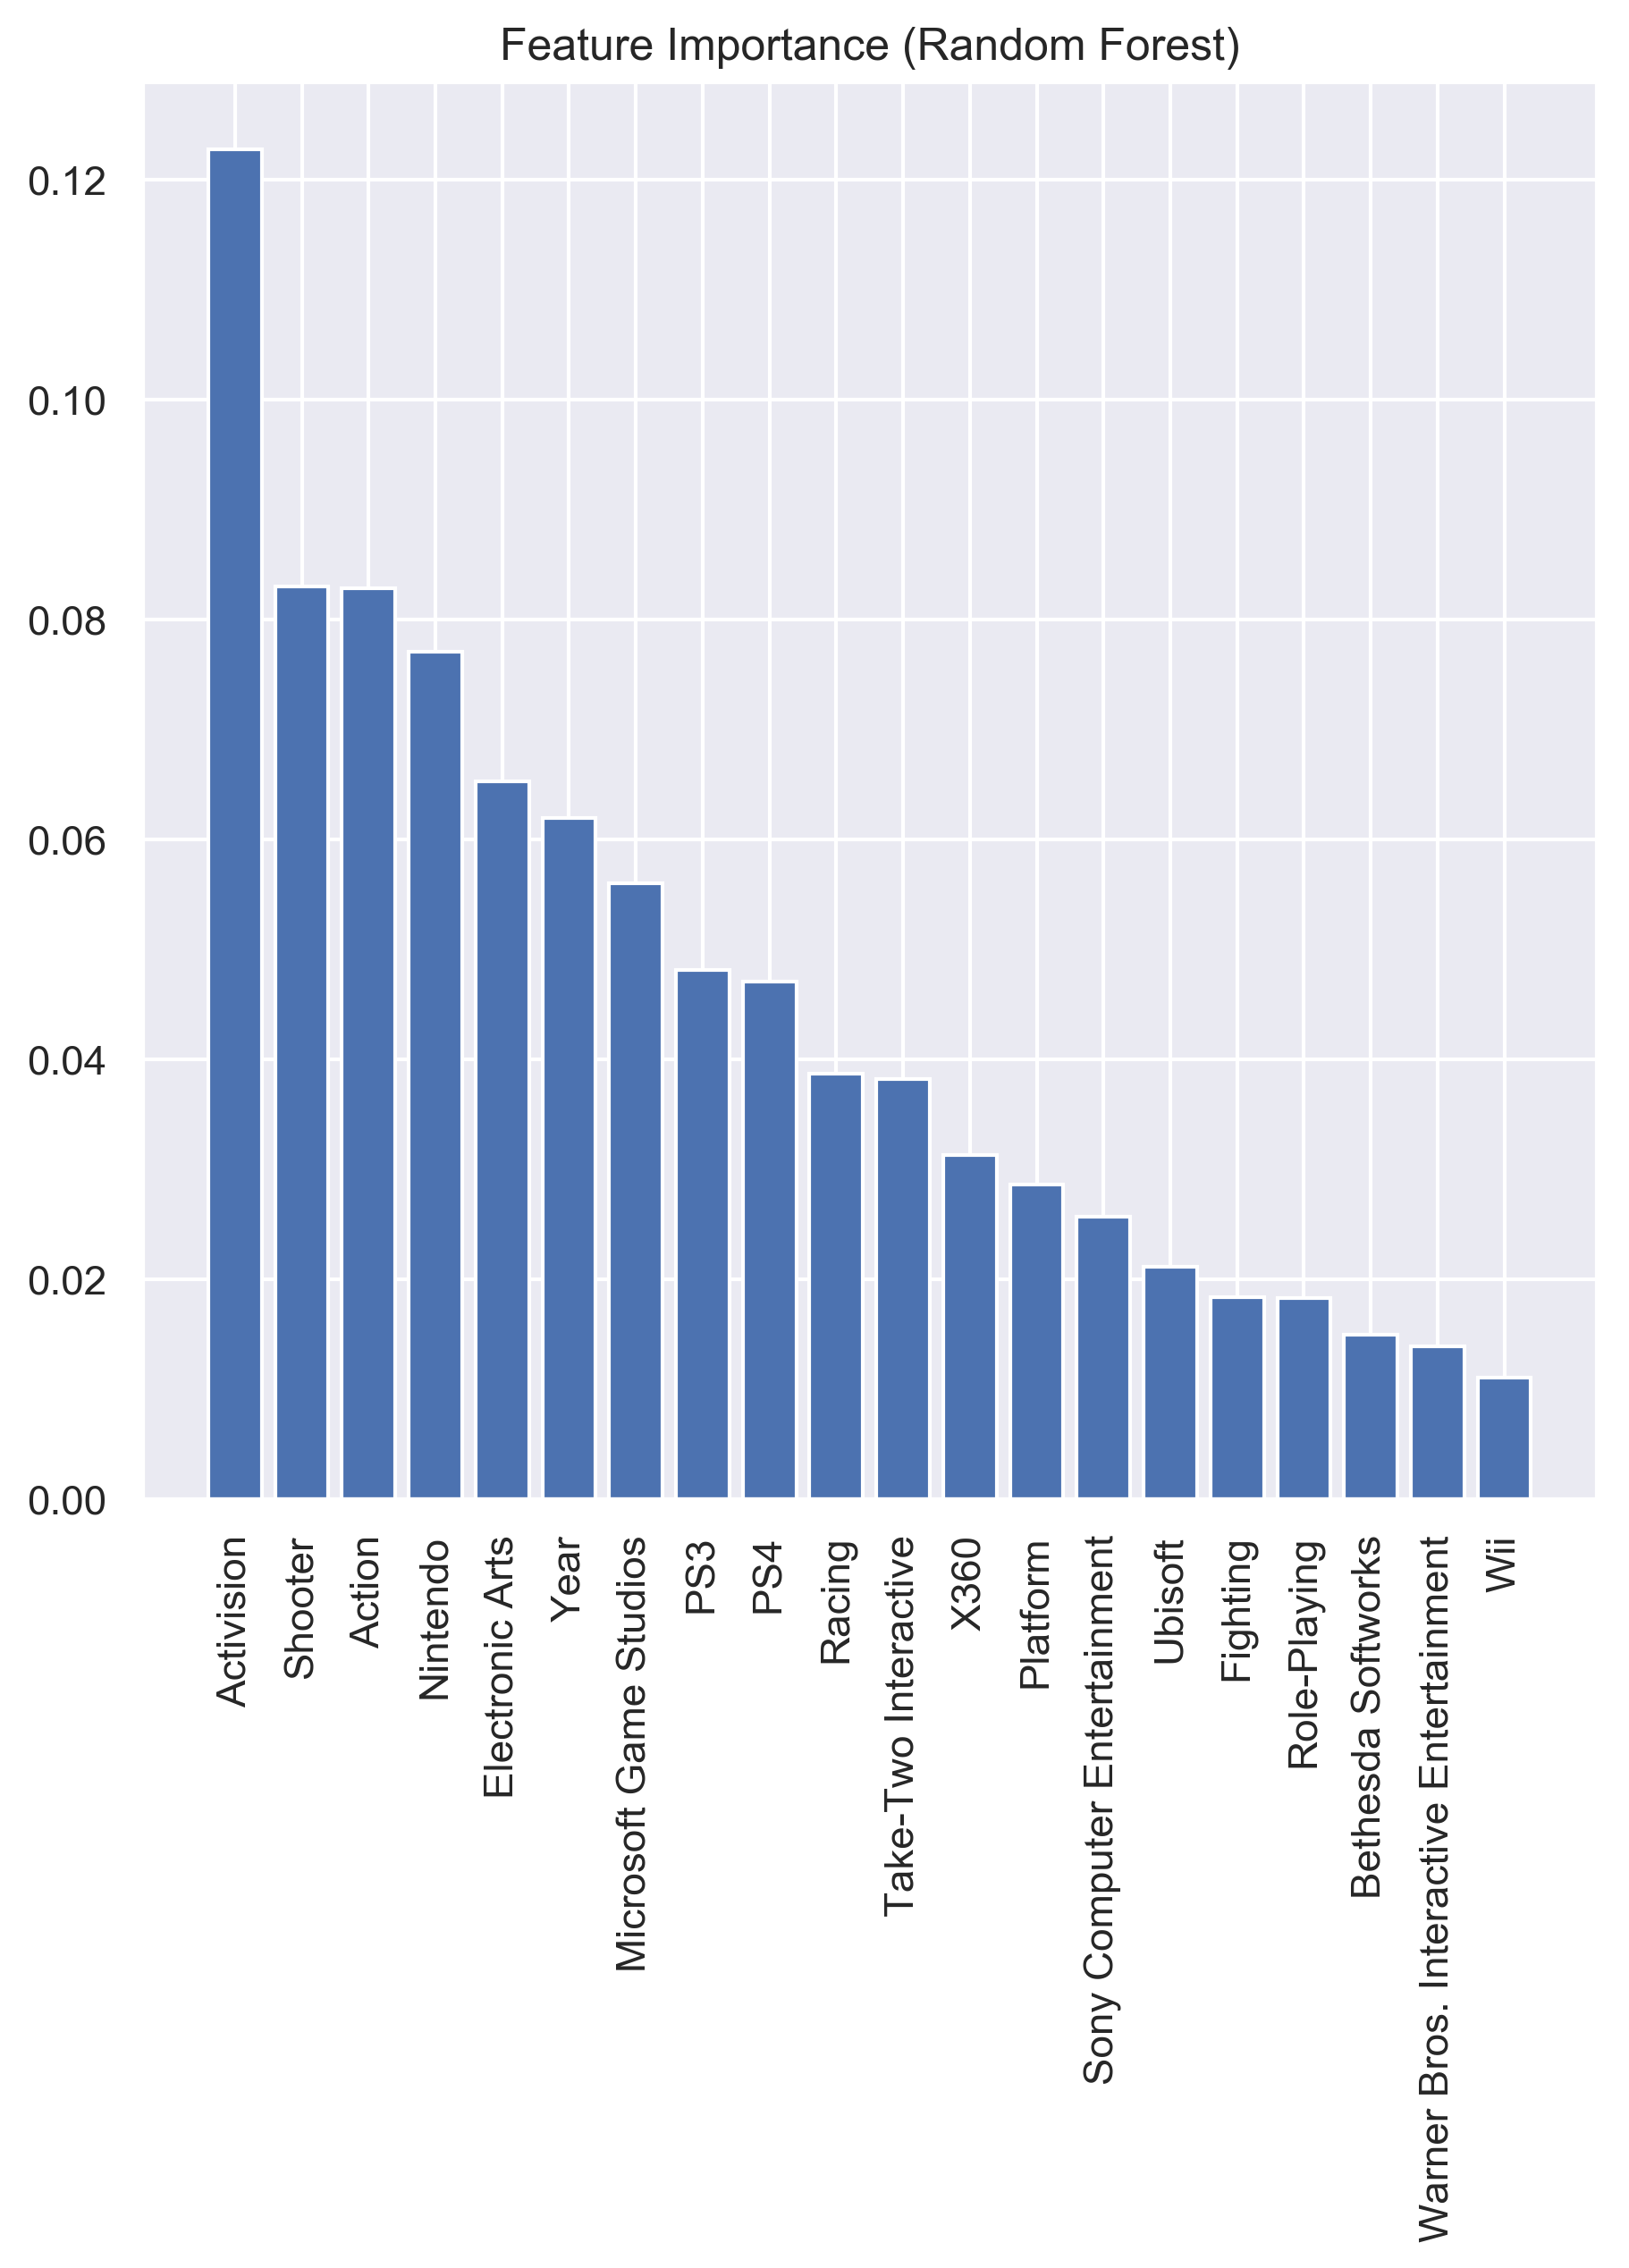 Feature Importance (Random Forest)
0.12
0.10
0.08
0.06
0.04
0.02
0.00
Activision
Shooter
Action
Nintendo
Electronic Arts
Year
Microsoft Game Studios
PS3
PS4
Racing
Take-Two Interactive
X360
Platform
Sony Computer Entertainment
Ubisoft
Fighting
Role-Playing
Bethesda Softworks
Warner Bros. Interactive Entertainment
Wii